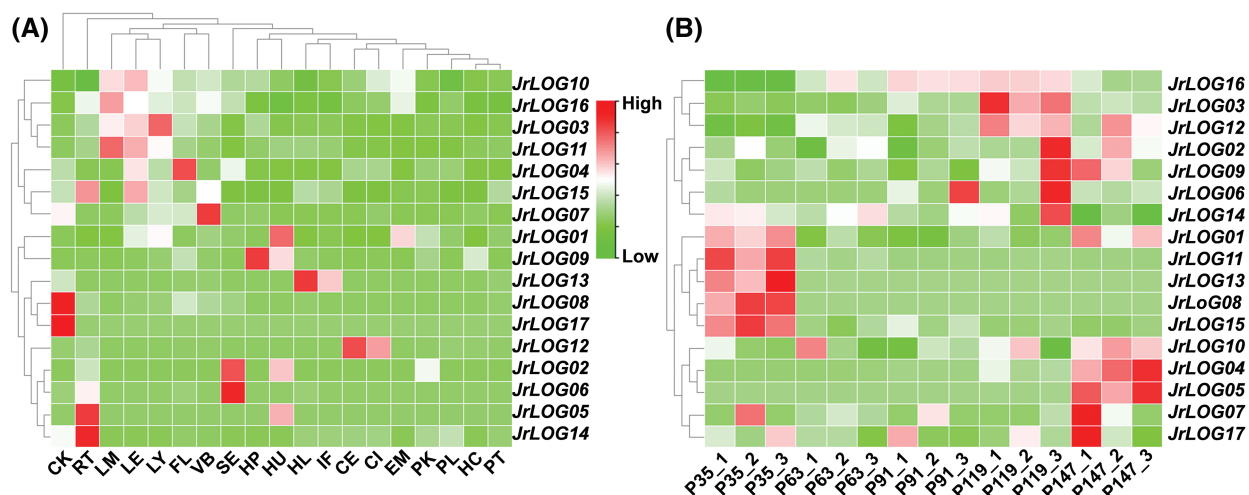 (A)
JrLOG10
JrLOG16
JrLOG03
JrLOG11
JrLOG04
JrLOG15
JrLOG07
JrLOG01
JrLOG09
JrLOG13
JrLOG08
JrLOG17
JrLOG12
JrLOG02
JrLOG06
JrLOG05
JrLOG14
CK RT LM LE LY FL VB SE HP HU HL IF CE CI EM PK PL HC PT
High
Low
(B)
JrLOG16
JrLOG03
JrLOG12
JrLOG02
JrLOG09
JrLOG06
JrLOG14
JrLOG01
JrLOG11
JrLOG13
JrLoG08
JrLOG15
JrLOG10
JrLOG04
JrLOG05
JrLOG07
JrLOG17
P35_1 P35_2 P35_3 P63_1 P63_2 P63_3 P91_1 P91_2 P91_3 P119_1 P119_2 P119_3 P147_1 P147_2 P147_3